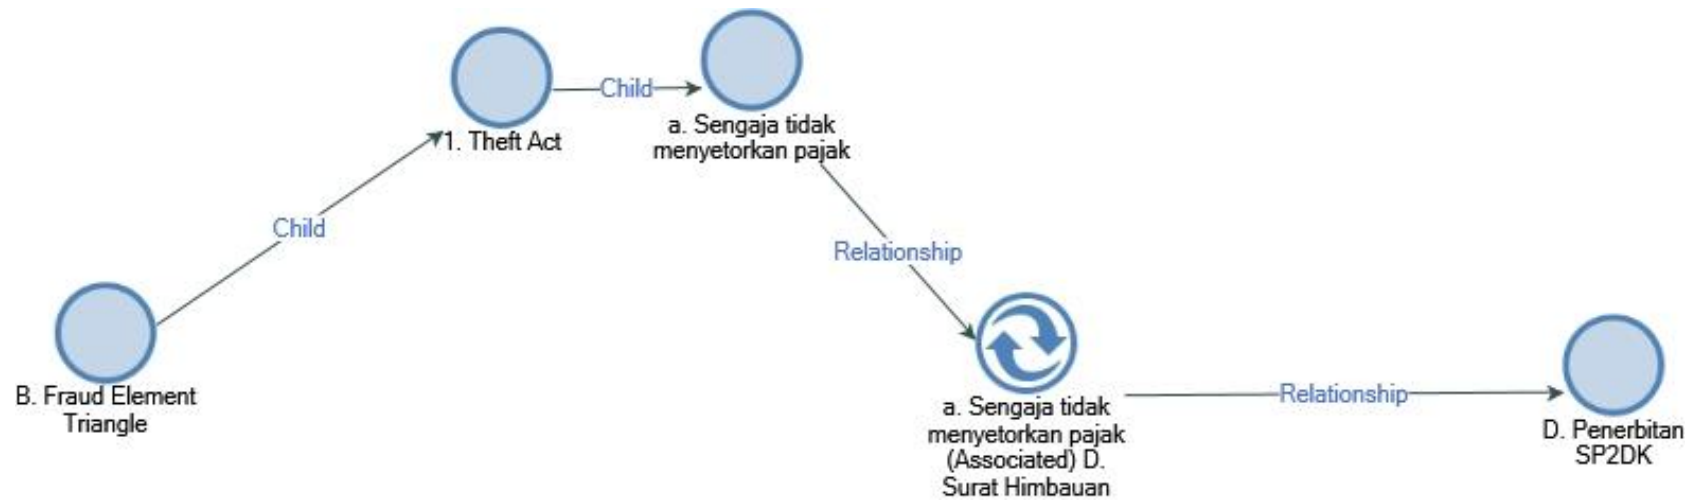 Child
a. Sengaja tidak
menyetorkan pajak
1. Theft Act
Child
Relationship
B. Fraud Element
Triangle
a. Sengaja tidak
menyetorkan pajak
(Associated) D.
Surat Himbauan
Relationship
D. Penerbitan
SP2DK